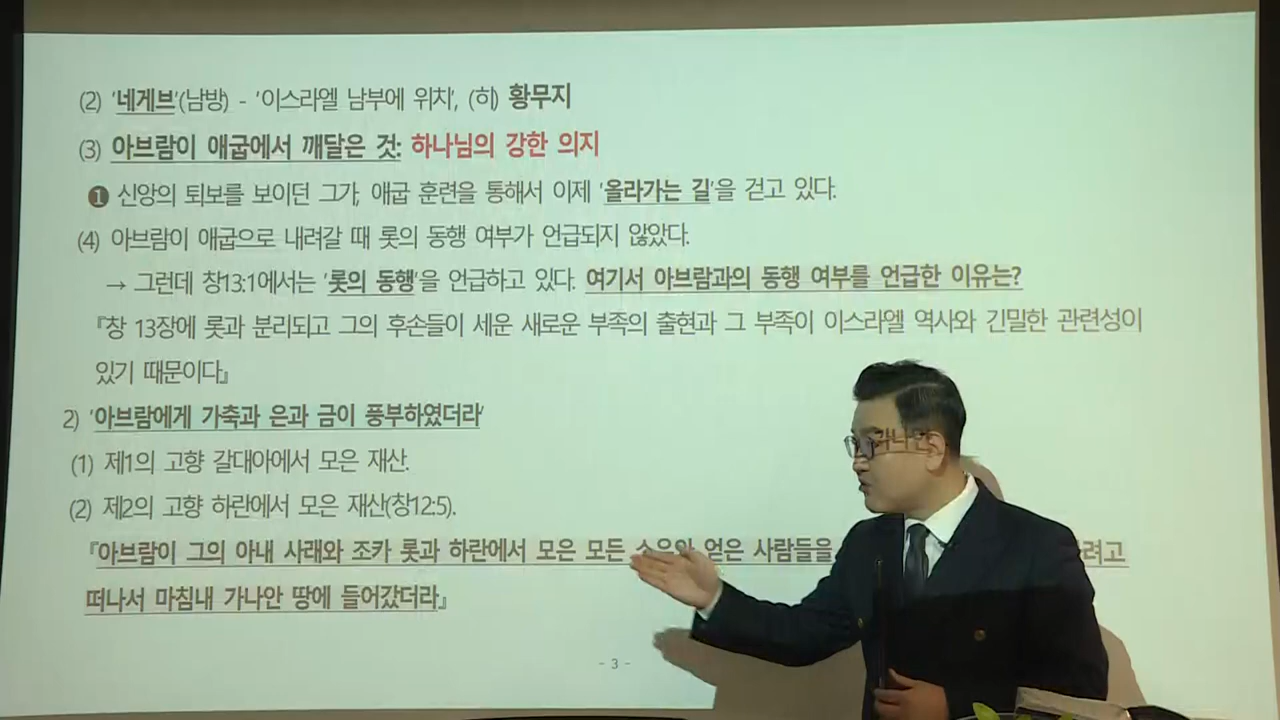 (2) '네게브'(남방) - '이스라엘 남부에 위치', (히) 황무지
(3) 아브람이 애굽에서 깨달은 것: 하나님의 강한 의지
❶ 신앙의 퇴보를 보이던 그가, 애굽 훈련을 통해서 이제 '올라가는 길'을 걷고 있다.
(4) 아브람이 애굽으로 내려갈 때 롯의 동행 여부가 언급되지 않았다.
→ 그런데 창13:1에서는 '롯의 동행'을 언급하고 있다. 여기서 아브람과의 동행 여부를 언급한 이유는?
『창 13장에 롯과 분리되고 그의 후손들이 세운 새로운 부족의 출현과 그 부족이 이스라엘 역사와 긴밀한 관련성이
있기 때문이다』
2) '아브람에게 가축과 은과 금이 풍부하였더라'
(1) 제1의 고향 갈대아에서 모은 재산.
(2) 제2의 고향 하란에서 모은 재산(창12:5).
『아브람이 그의 아내 사래와 조카 롯과 하란에서 모은 모든 소유와 얻은 사람들을 려고
떠나서 마침내 가나안 땅에 들어갔더라』
- 3 -